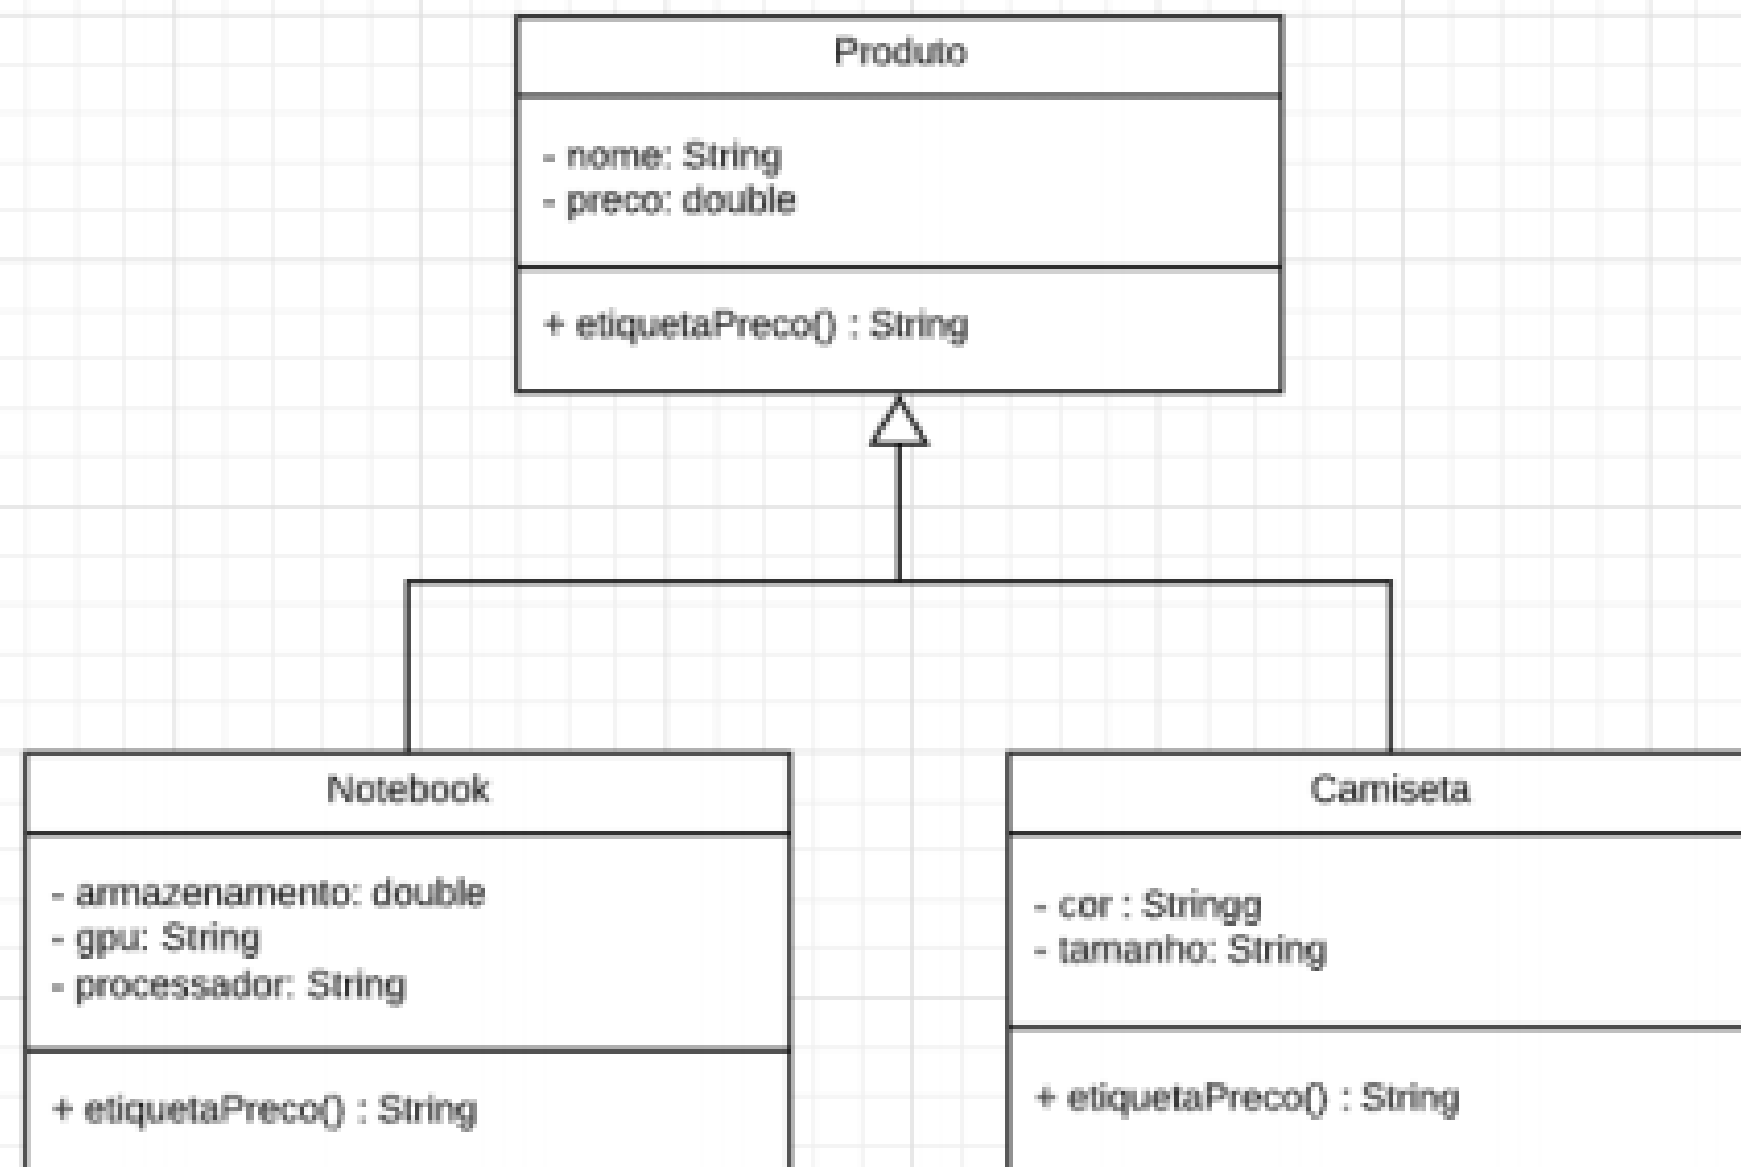 Produto
- nome: String
- preco: double
+ etiquetaPreco() : String
Notebook
- armazenamento: double
- gpu: String
- processador: String
+ etiquetaPreco() : String
Camiseta
- cor : Stringg
- tamanho: String
+ etiquetaPreco() : String